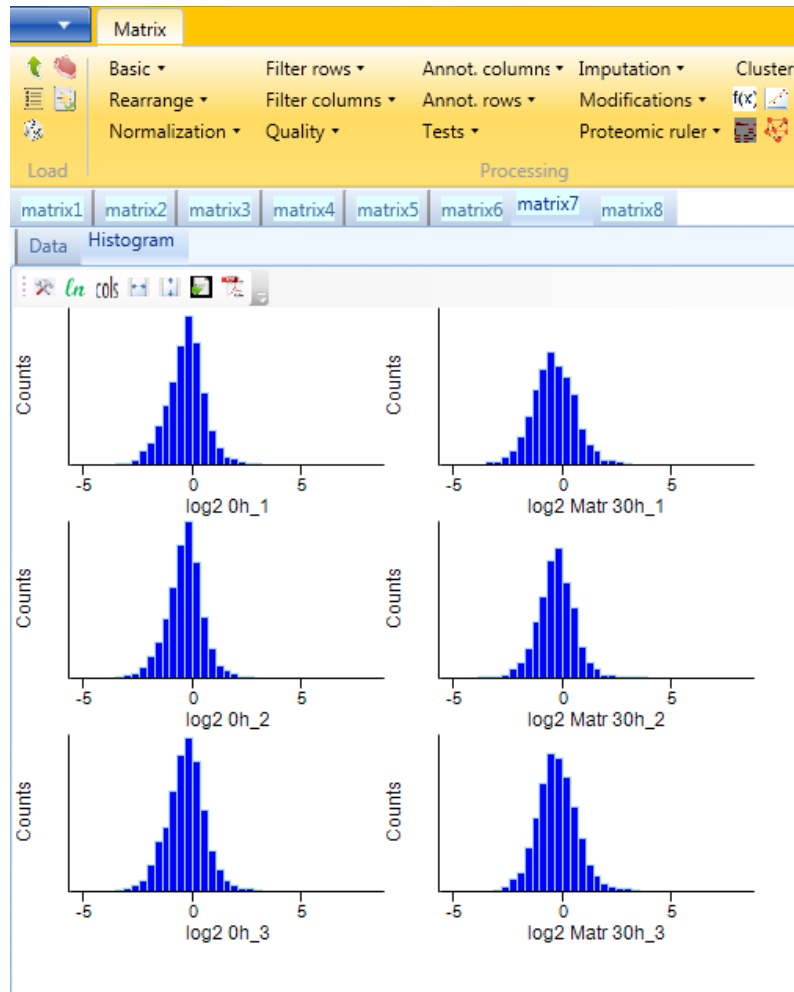 Matrix
Basic Filter rows Annot. columns Imputation Cluster
Rearrange Filter columns Annot. rows Modifications f(x)
Normalization Quality Tests Proteomic ruler
Load Processing
matrix1 matrix2 matrix3 matrix4 matrix5 matrix6 matrix7 matrix8
Data Histogram
ln cols
Counts Counts
-5 0 5 -5 0 5
log2 0h_1 log2 Matr 30h_1
Counts Counts
-5 0 5 -5 0 5
log2 0h_2 log2 Matr 30h_2
Counts Counts
-5 0 5 -5 0 5
log2 0h_3 log2 Matr 30h_3